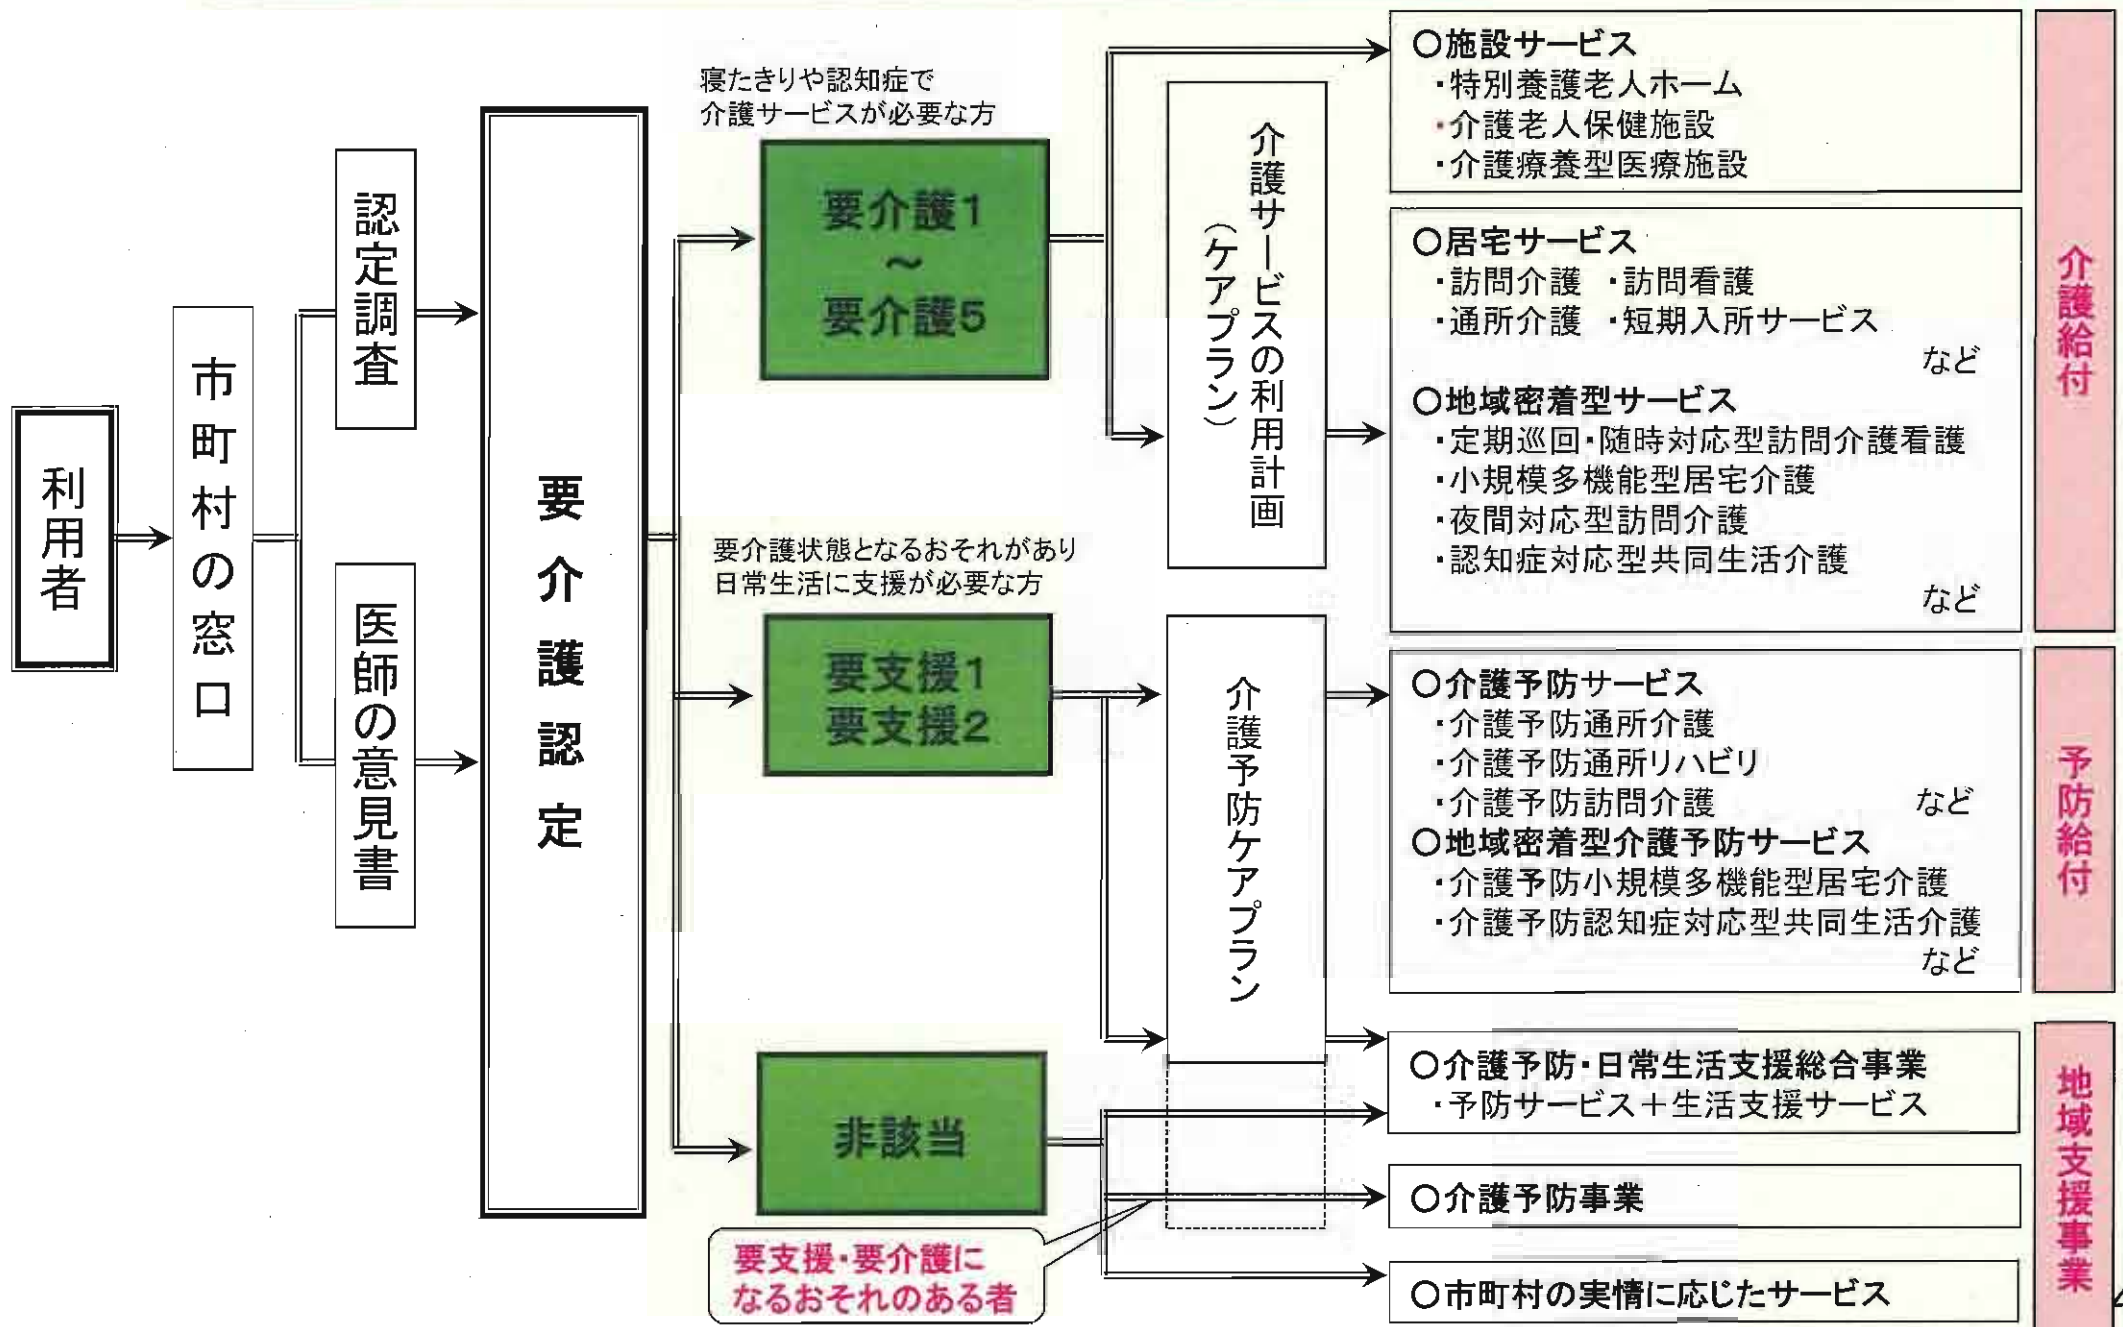 利用者
市町村の窓口
認定調査
医師の意見書
要介護認定
寝たきりや認知症で
介護サービスが必要な方
要介護1
～
要介護5
要介護状態となるおそれがあり
日常生活に支援が必要な方
要支援1
要支援2
非該当
要支援・要介護に
なるおそれのある者
介護サービスの利用計画
（ケアプラン）
介護予防ケアプラン
○施設サービス
・特別養護老人ホーム
・介護老人保健施設
・介護療養型医療施設
○居宅サービス
・訪問介護 ・訪問看護
・通所介護 ・短期入所サービス
など
○地域密着型サービス
・定期巡回・随時対応型訪問介護看護
・小規模多機能型居宅介護
・夜間対応型訪問介護
・認知症対応型共同生活介護
など
介護給付
○介護予防サービス
・介護予防通所介護
・介護予防通所リハビリ
・介護予防訪問介護 など
○地域密着型介護予防サービス
・介護予防小規模多機能型居宅介護
・介護予防認知症対応型共同生活介護
など
予防給付
○介護予防・日常生活支援総合事業
・予防サービス＋生活支援サービス
○介護予防事業
○市町村の実情に応じたサービス
地域支援事業